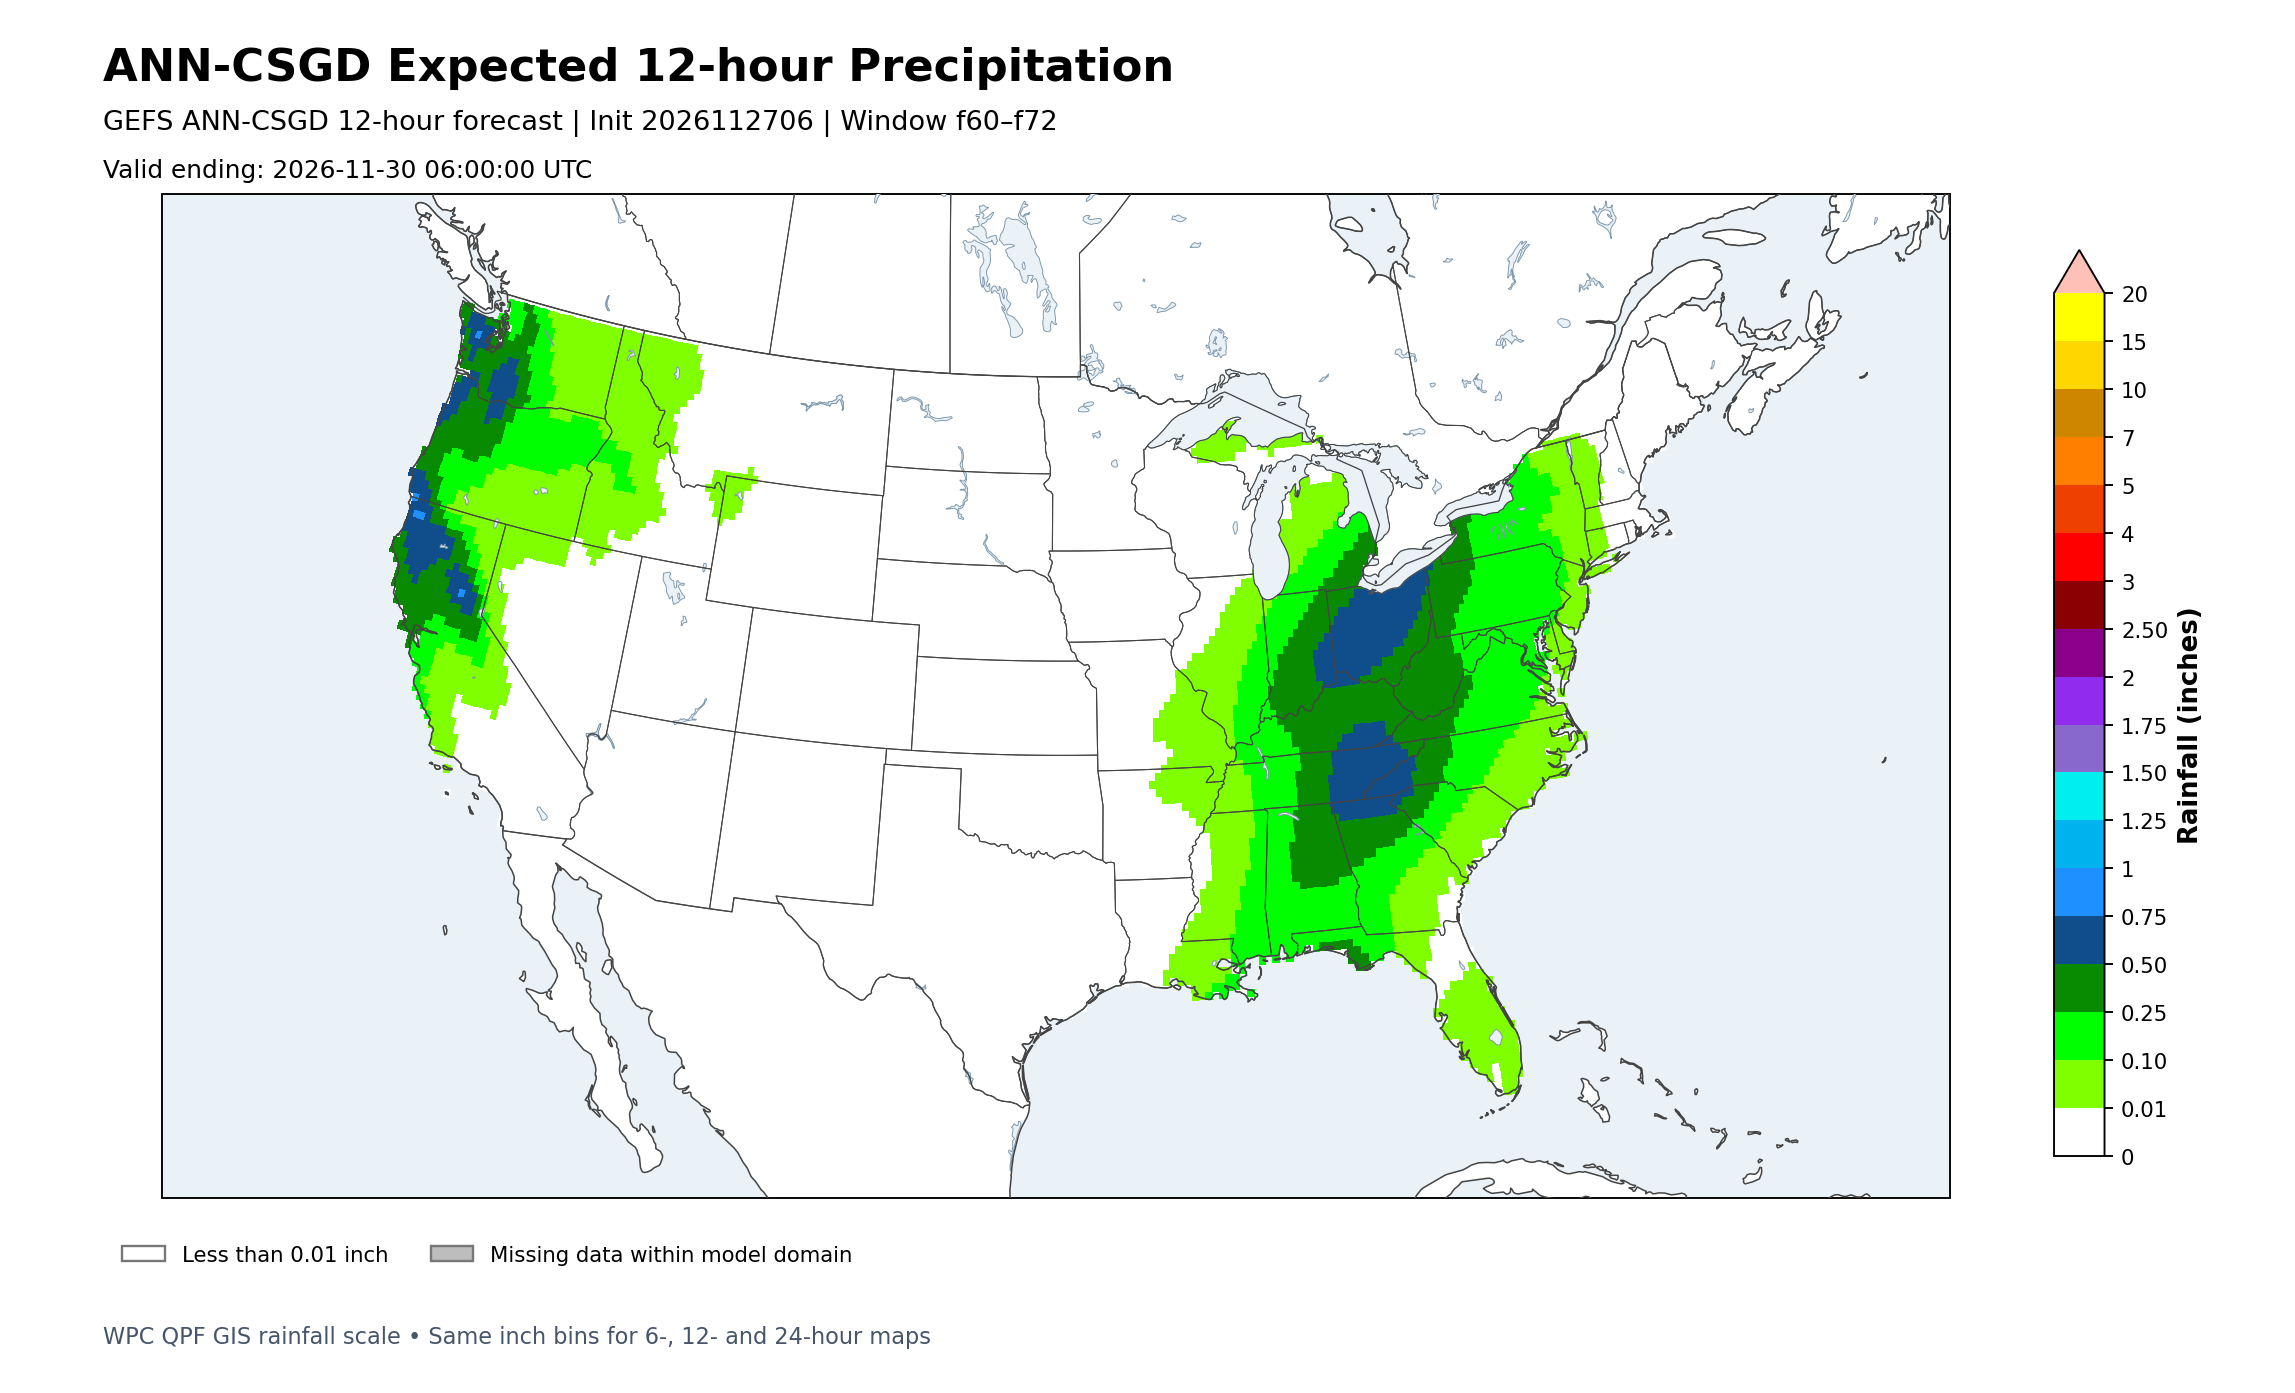 ANN-CSGD Expected 12-hour Precipitation
GEFS ANN-CSGD 12-hour forecast | Init 2026112706 | Window f60–f72
Valid ending: 2026-11-30 06:00:00 UTC
20
15
10
7
5
4
3
2.50
2
1.75
1.50
1.25
1
0.75
0.50
0.25
0.10
0.01
0
Rainfall (inches)
Less than 0.01 inch
Missing data within model domain
WPC QPF GIS rainfall scale • Same inch bins for 6-, 12- and 24-hour maps